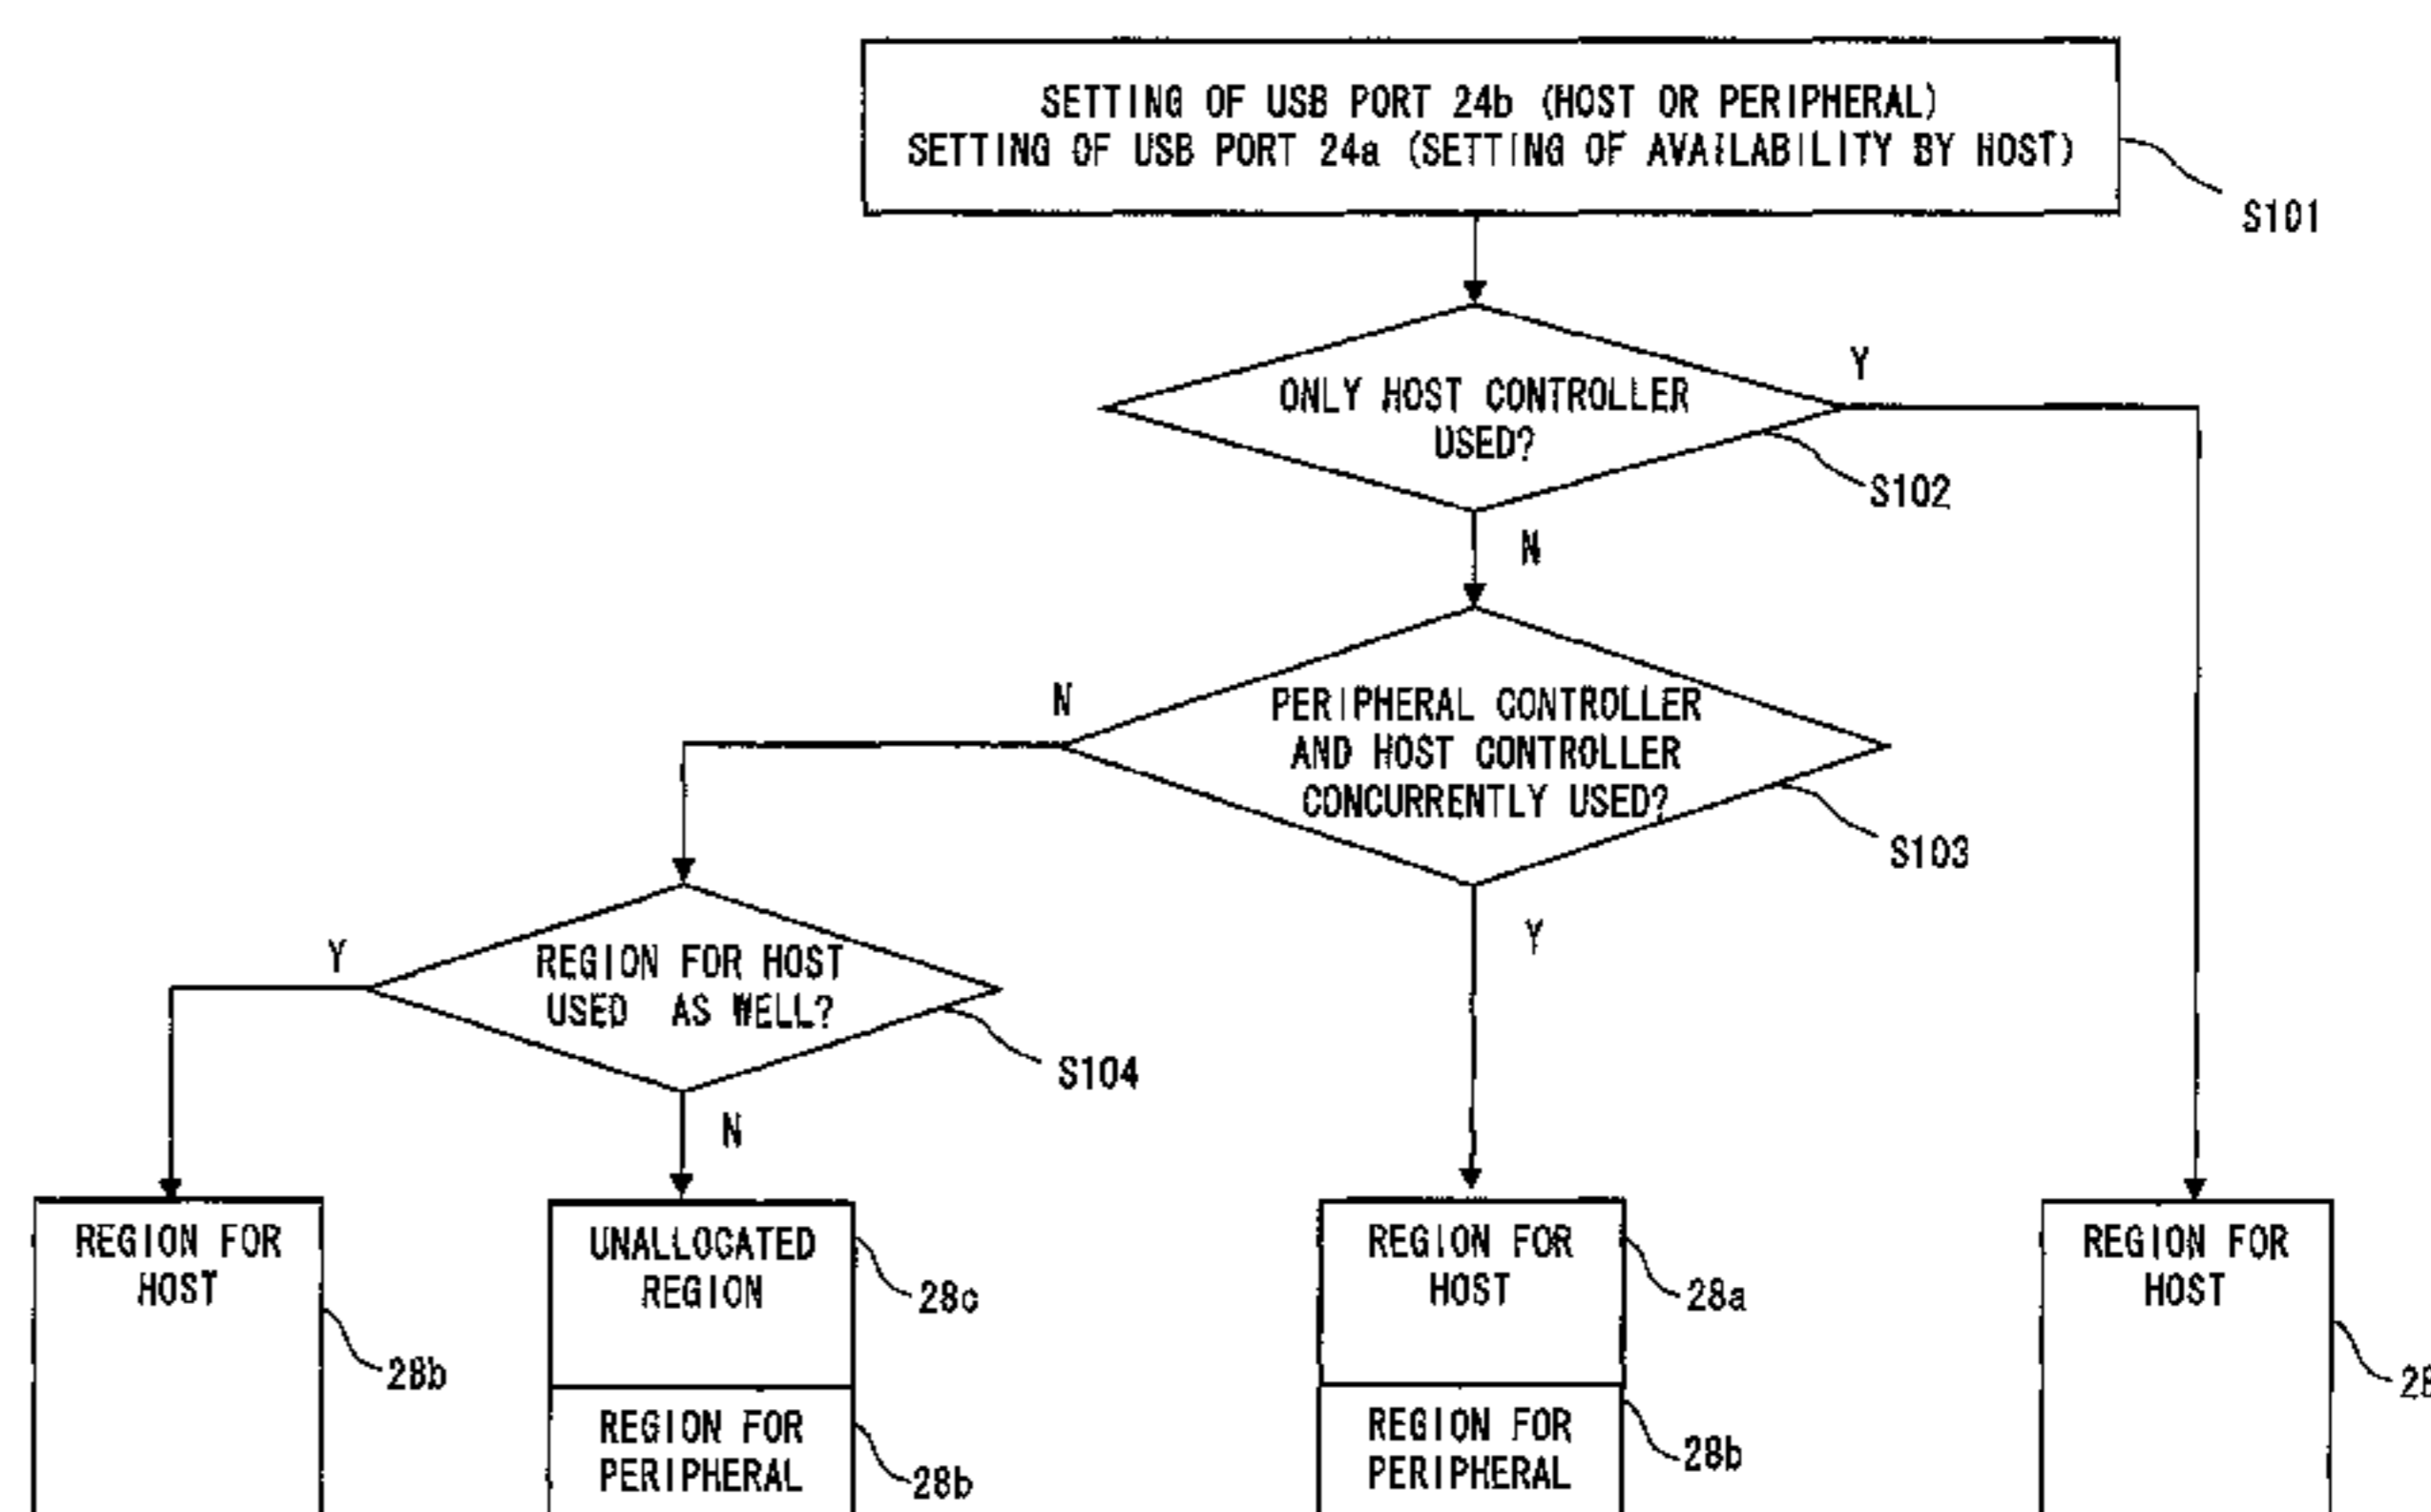 SETTING OF USB PORT 24b (HOST OR PERIPHERAL)
SETTING OF USB PORT 24a (SETTING OF AVAILABILITY BY HOST)
S101
ONLY HOST CONTROLLER
USED?
Y
S102
N
PERIPHERAL CONTROLLER
AND HOST CONTROLLER
CONCURRENTLY USED?
N
S103
Y
REGION FOR HOST
USED AS WELL?
Y
S104
N
REGION FOR
HOST
28b
UNALLOCATED
REGION
28c
REGION FOR
PERIPHERAL
28b
REGION FOR
HOST
28a
REGION FOR
PERIPHERAL
28b
REGION FOR
HOST